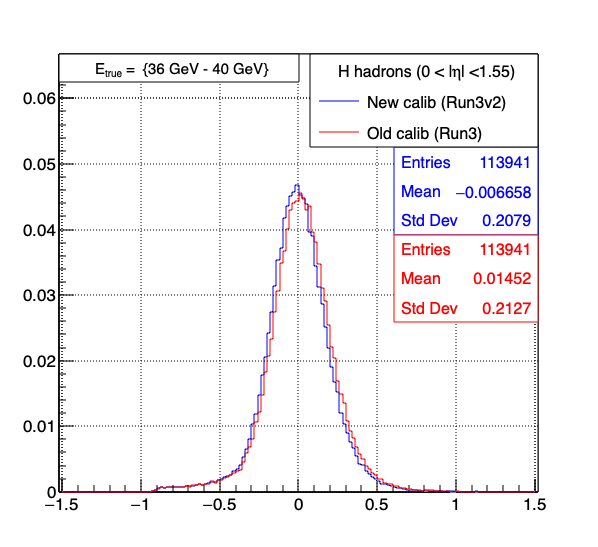 E_true = {36 GeV - 40 GeV}
H hadrons (0 < |η| <1.55)
New calib (Run3v2)
Old calib (Run3)
Entries 113941
Mean −0.006658
Std Dev 0.2079
Entries 113941
Mean 0.01452
Std Dev 0.2127
0.06
0.05
0.04
0.03
0.02
0.01
0
−1.5 −1 −0.5 0 0.5 1 1.5